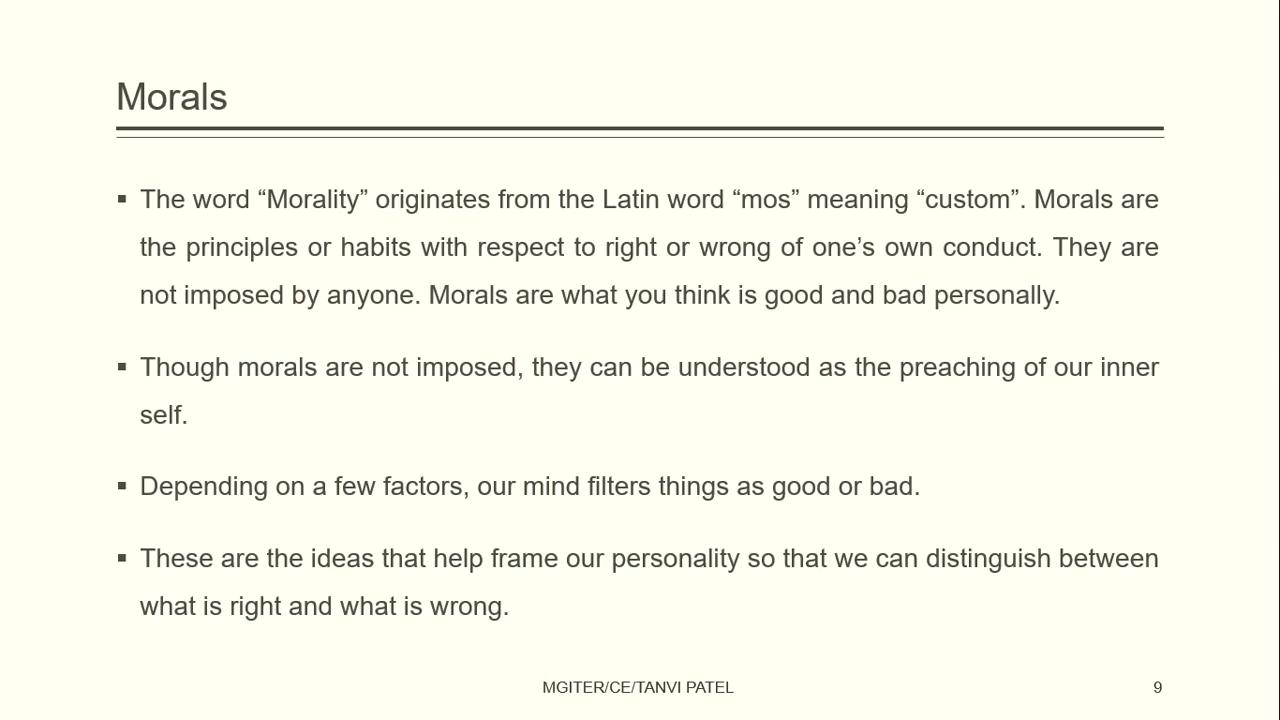 Morals
▪ The word “Morality” originates from the Latin word “mos” meaning “custom”. Morals are
the principles or habits with respect to right or wrong of one’s own conduct. They are
not imposed by anyone. Morals are what you think is good and bad personally.
▪ Though morals are not imposed, they can be understood as the preaching of our inner
self.
▪ Depending on a few factors, our mind filters things as good or bad.
▪ These are the ideas that help frame our personality so that we can distinguish between
what is right and what is wrong.
MGITER/CE/TANVI PATEL
9